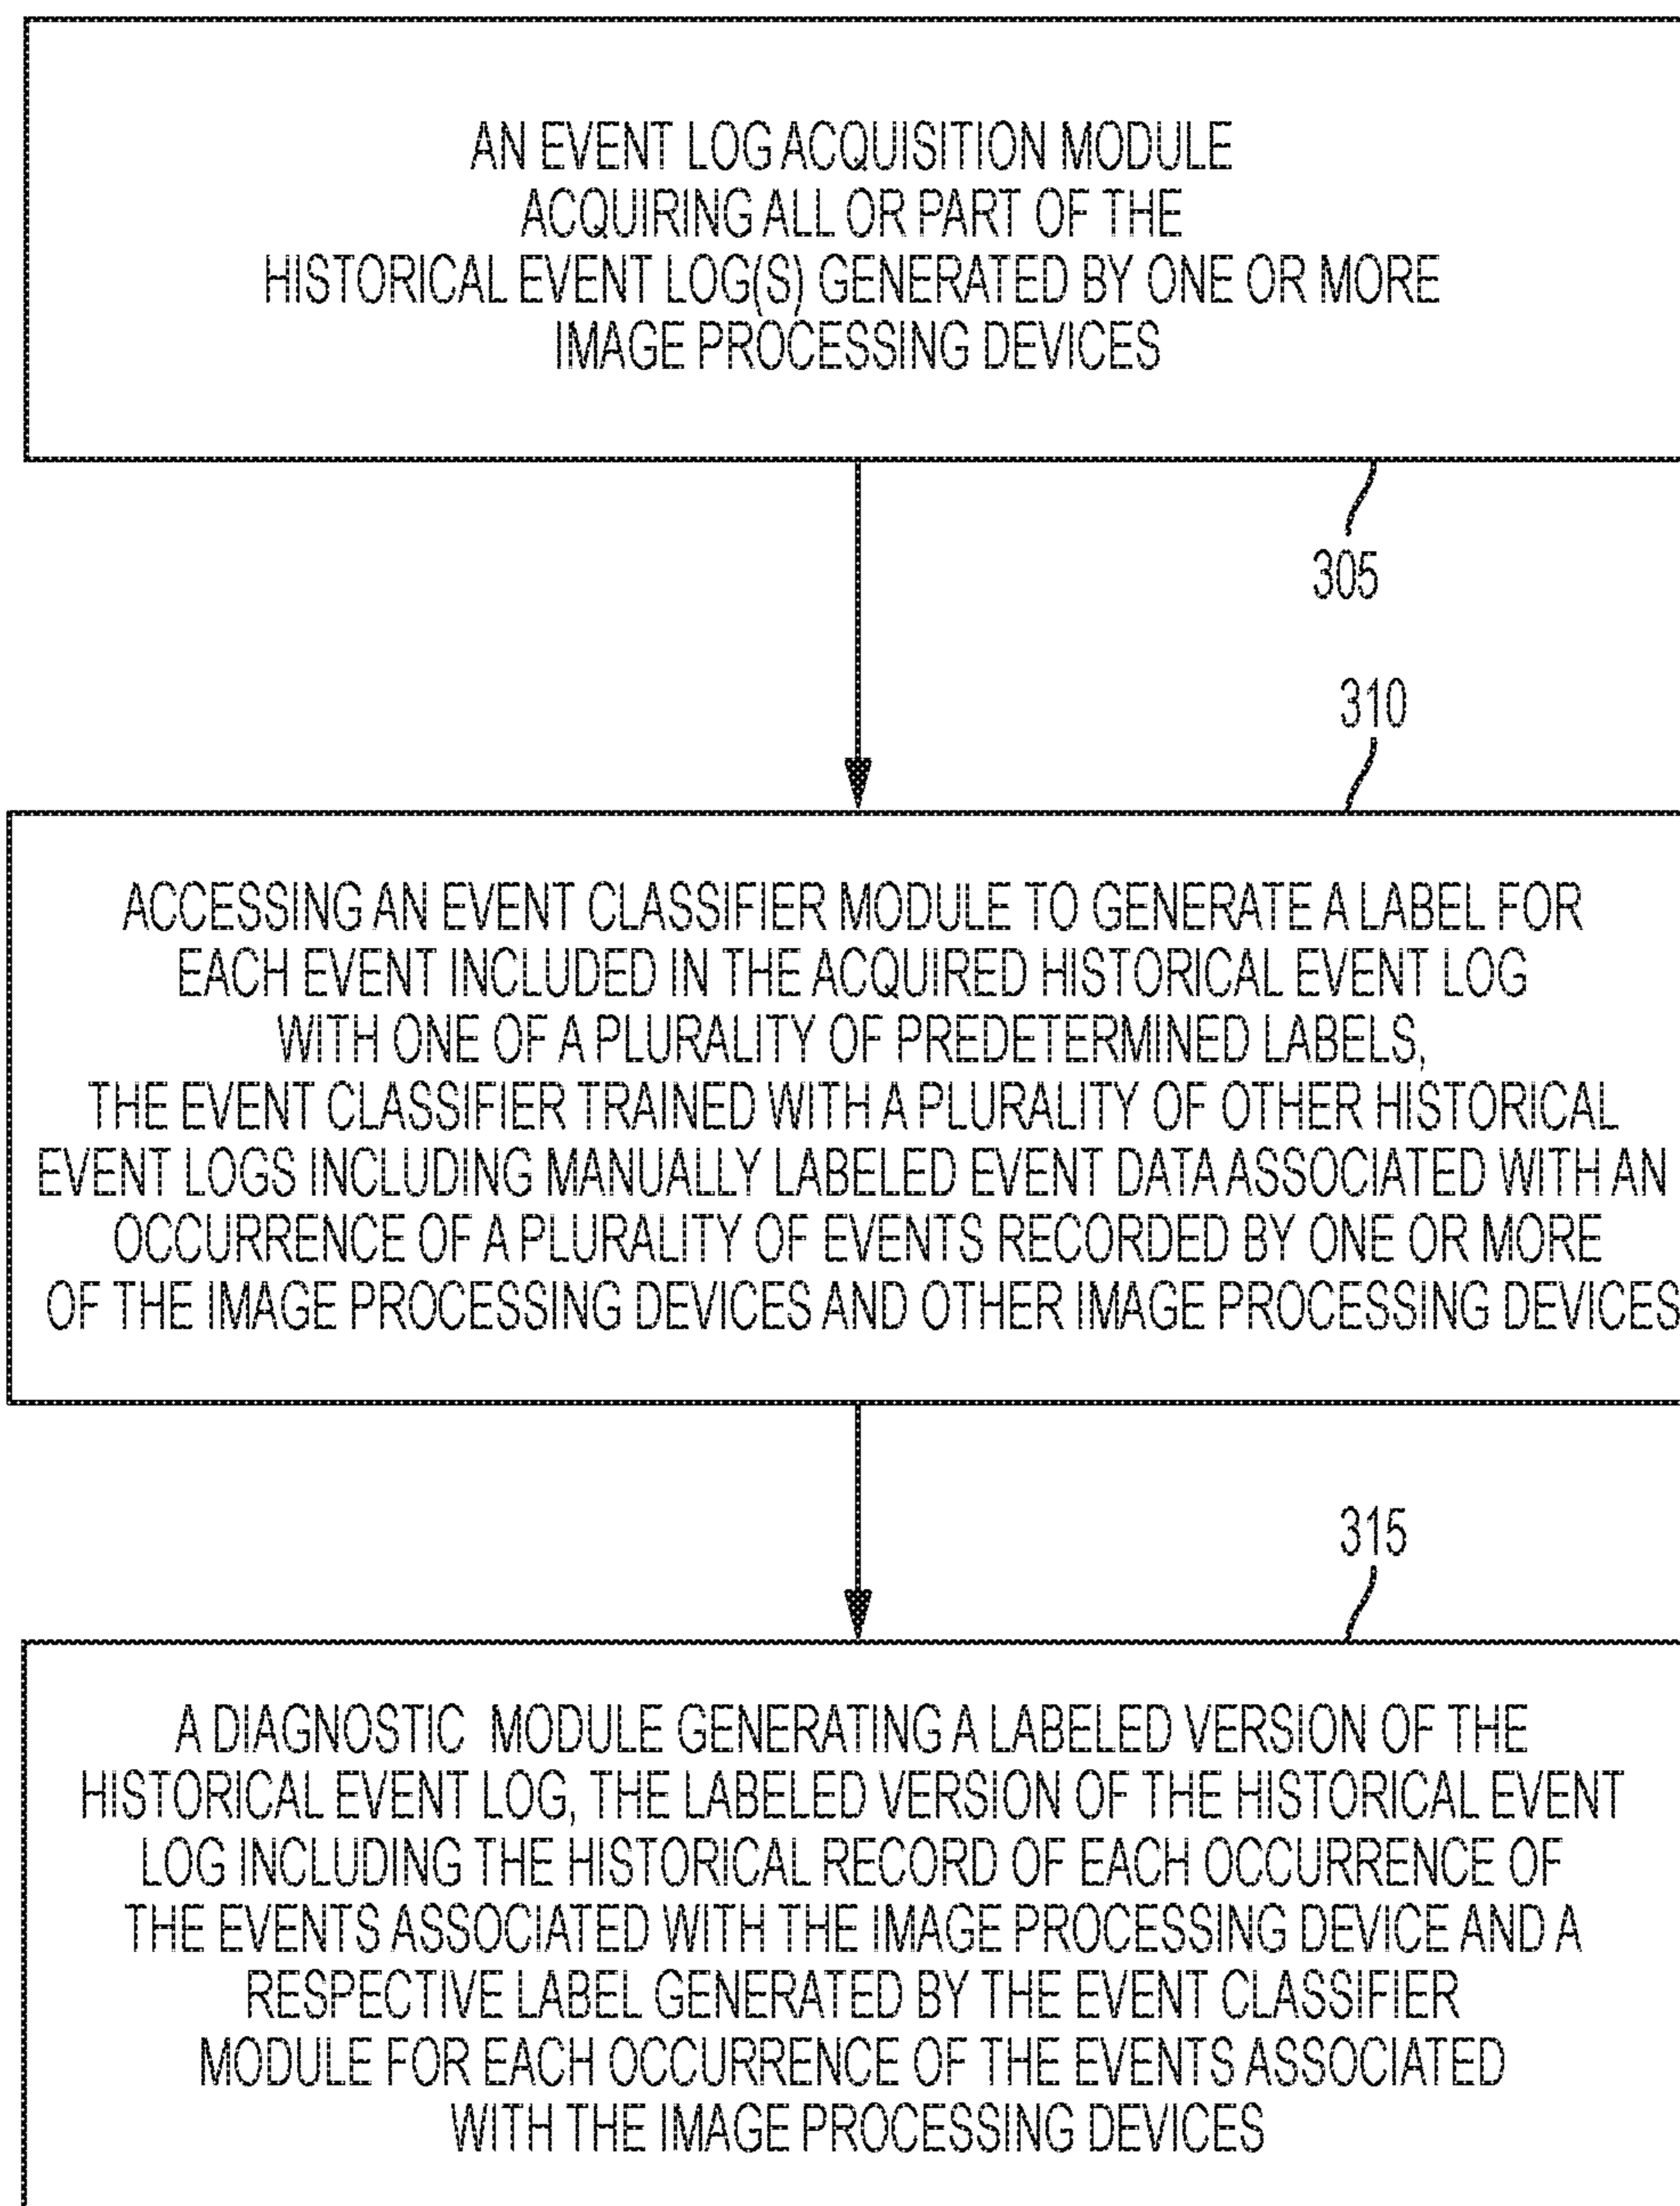 AN EVENT LOG ACQUISITION MODULE
ACQUIRING ALL OR PART OF THE
HISTORICAL EVENT LOG(S) GENERATED BY ONE OR MORE
IMAGE PROCESSING DEVICES
305
310
ACCESSING AN EVENT CLASSIFIER MODULE TO GENERATE A LABEL FOR
EACH EVENT INCLUDED IN THE ACQUIRED HISTORICAL EVENT LOG
WITH ONE OF A PLURALITY OF PREDETERMINED LABELS,
THE EVENT CLASSIFIER TRAINED WITH A PLURALITY OF OTHER HISTORICAL
EVENT LOGS INCLUDING MANUALLY LABELED EVENT DATA ASSOCIATED WITH AN
OCCURRENCE OF A PLURALITY OF EVENTS RECORDED BY ONE OR MORE
OF THE IMAGE PROCESSING DEVICES AND OTHER IMAGE PROCESSING DEVICES
315
A DIAGNOSTIC MODULE GENERATING A LABELED VERSION OF THE
HISTORICAL EVENT LOG, THE LABELED VERSION OF THE HISTORICAL EVENT
LOG INCLUDING THE HISTORICAL RECORD OF EACH OCCURRENCE OF
THE EVENTS ASSOCIATED WITH THE IMAGE PROCESSING DEVICE AND A
RESPECTIVE LABEL GENERATED BY THE EVENT CLASSIFIER
MODULE FOR EACH OCCURRENCE OF THE EVENTS ASSOCIATED
WITH THE IMAGE PROCESSING DEVICES